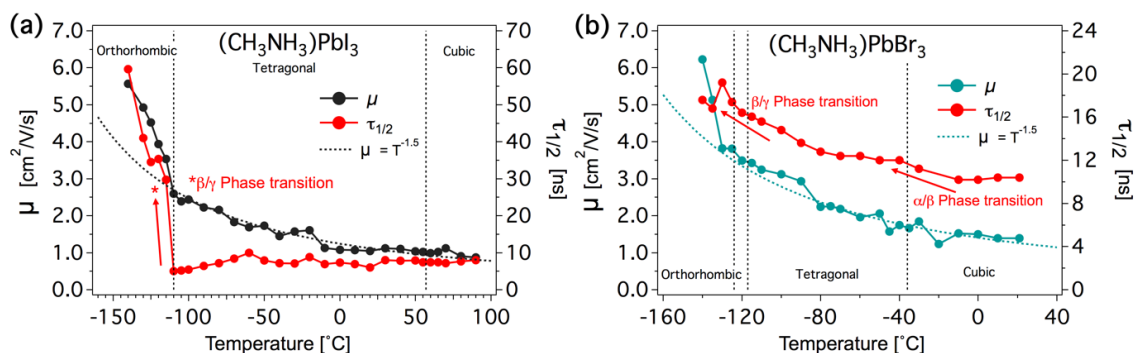 (a)
Orthorhombic
(CH3NH3)PbI3
Tetragonal
Cubic
μ
τ1/2
μ = T-1.5
*β/γ Phase transition
*
μ [cm2/V/s]
7.0
6.0
5.0
4.0
3.0
2.0
1.0
0.0
τ1/2 [ns]
70
60
50
40
30
20
10
0
-150 -100 -50 0 50 100
Temperature [˚C]
(b)
(CH3NH3)PbBr3
β/γ Phase transition
μ
τ1/2
μ = T-1.5
α/β Phase transition
Orthorhombic
Tetragonal
Cubic
μ [cm2/V/s]
7.0
6.0
5.0
4.0
3.0
2.0
1.0
0.0
τ1/2 [ns]
24
20
16
12
8
4
0
-160 -120 -80 -40 0 40
Temperature [˚C]